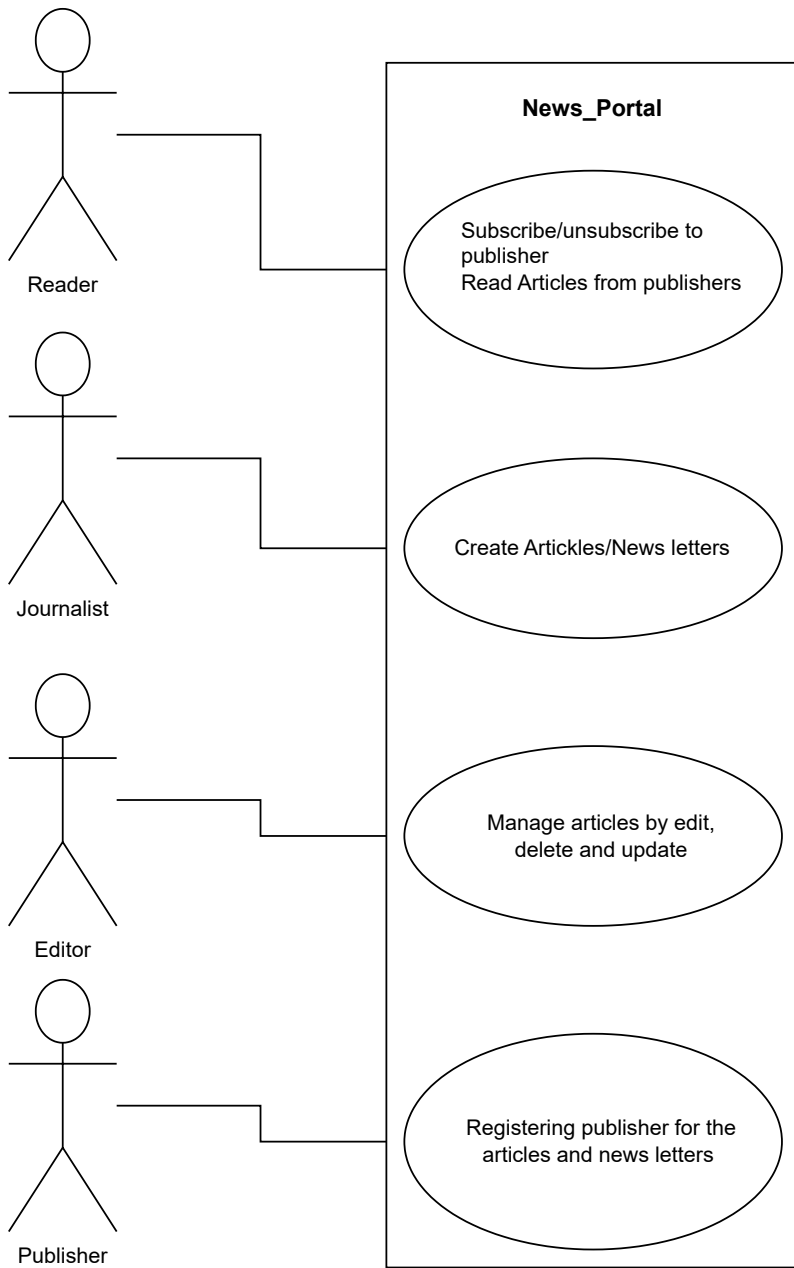 News_Portal
Subscribe/unsubscribe to
publisher
Read Articles from publishers
Reader
Create Artickles/News letters
Journalist
Manage articles by edit,
delete and update
Editor
Registering publisher for the
articles and news letters
Publisher